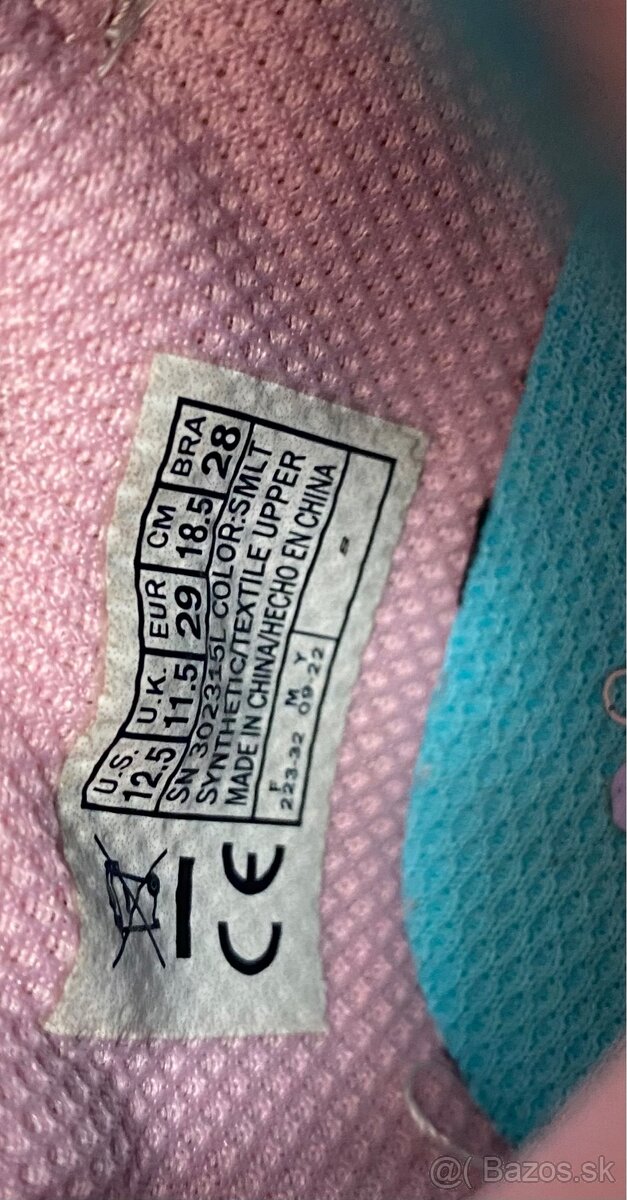 U.S. U.K. EUR CM BRA
12.5 11.5 29 18.5 28
SN 302315L COLOR:SMLT
SYNTHETIC/TEXTILE UPPER
MADE IN CHINA/HECHO EN CHINA
F M Y
223-32 09-22
CE
@( Bazos.sk